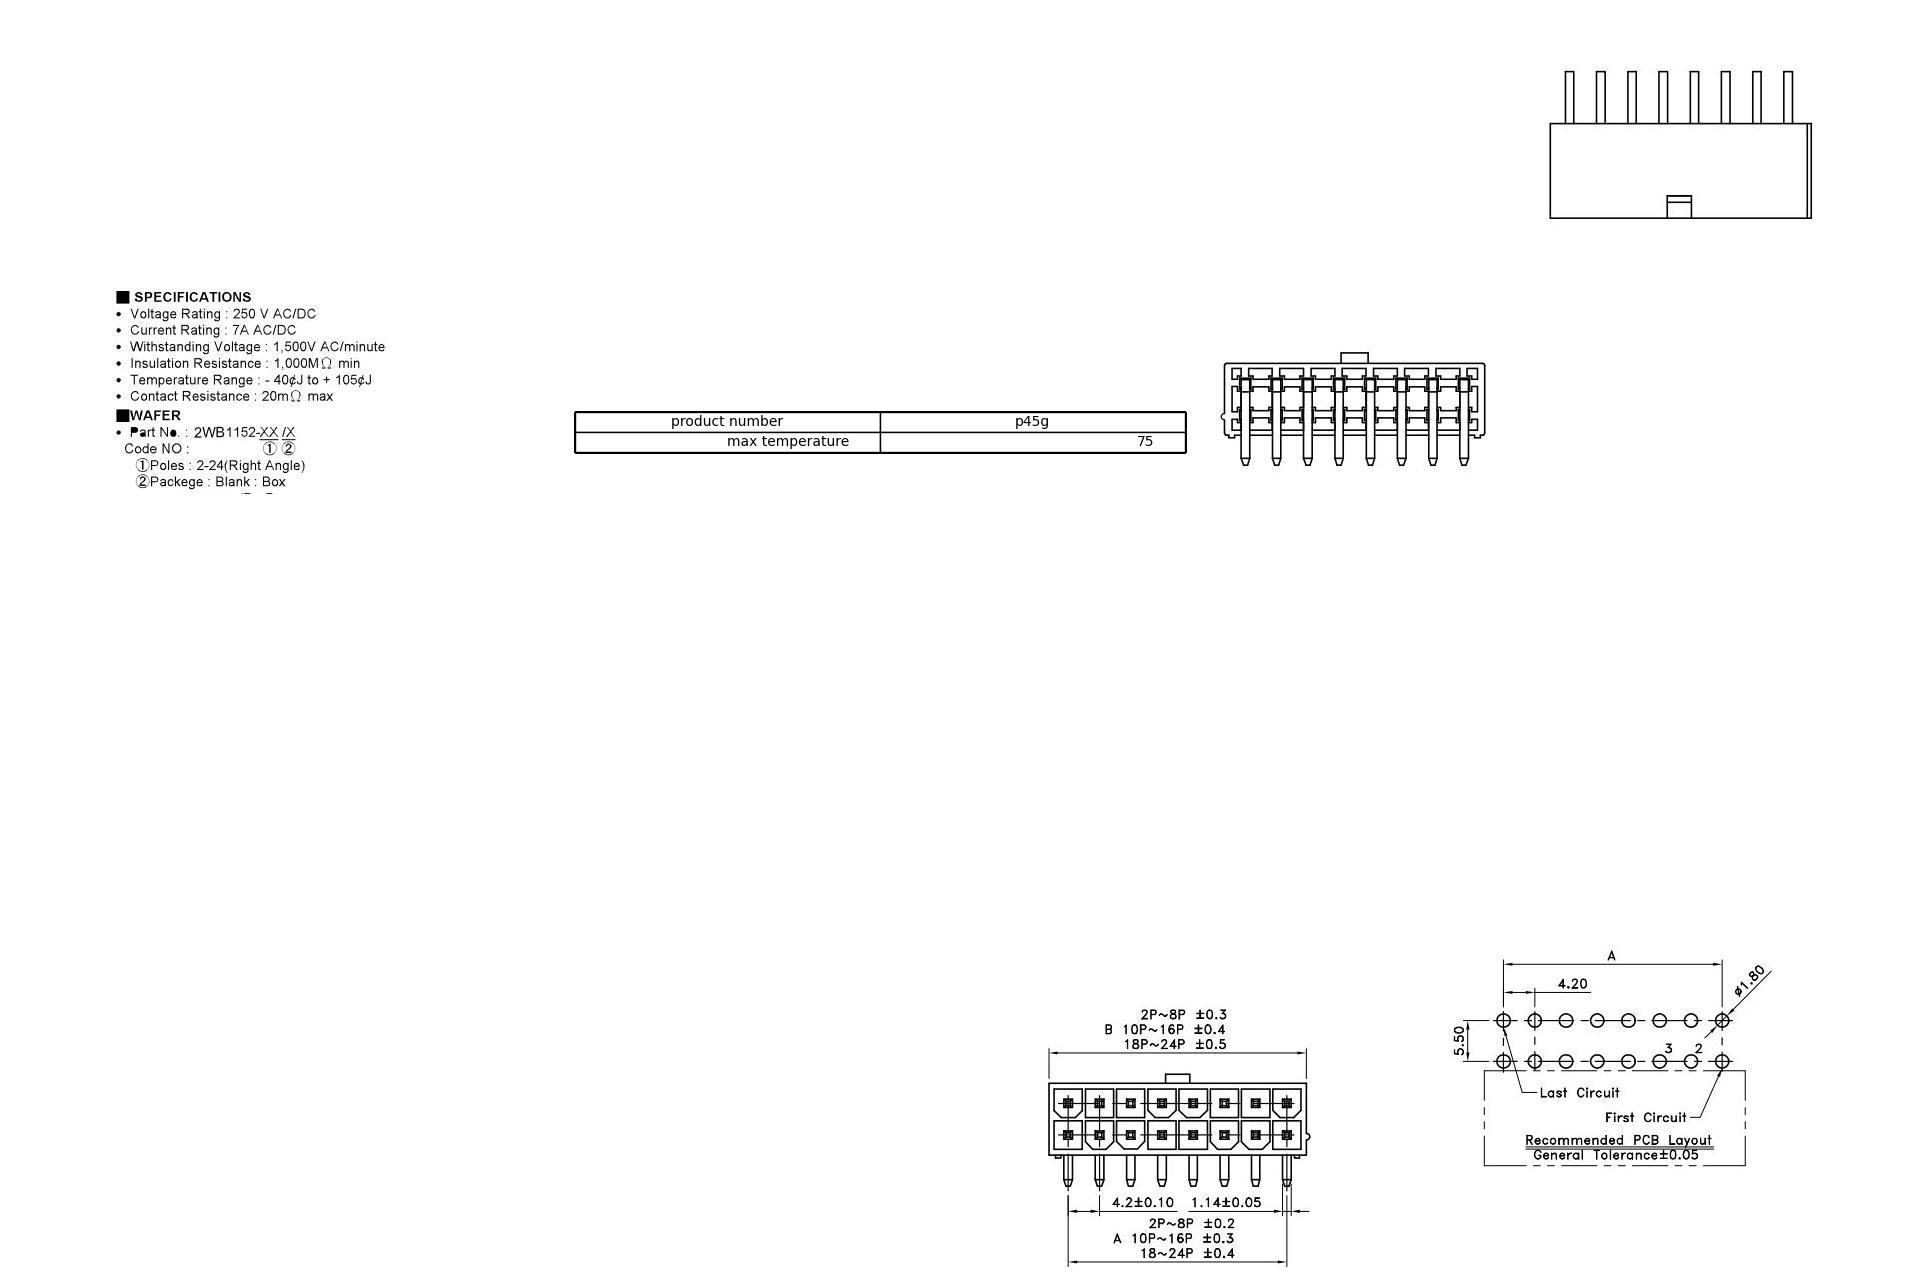 ■ SPECIFICATIONS
• Voltage Rating : 250 V AC/DC
• Current Rating : 7A AC/DC
• Withstanding Voltage : 1,500V AC/minute
• Insulation Resistance : 1,000MΩ min
• Temperature Range : - 40¢J to + 105¢J
• Contact Resistance : 20mΩ max
■WAFER
• Part No. : 2WB1152-XX /X
Code NO : ① ②
①Poles : 2-24(Right Angle)
②Packege : Blank : Box
product number p45g
max temperature 75
A
4.20
ø1.80
5.50
3 2
Last Circuit
First Circuit
Recommended PCB Layout
General Tolerance±0.05
2P~8P ±0.3
B 10P~16P ±0.4
18P~24P ±0.5
4.2±0.10 1.14±0.05
2P~8P ±0.2
A 10P~16P ±0.3
18~24P ±0.4